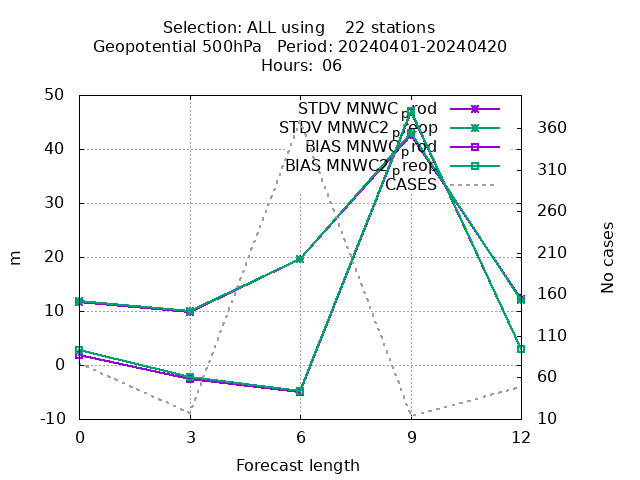 Selection: ALL using    22 stations
Geopotential 500hPa   Period: 20240401-20240420
Hours: 06
STDV MNWC_prod
STDV MNWC2_preop
BIAS MNWC_prod
BIAS MNWC2_preop
CASES
50
40
30
20
10
0
-10
m
360
310
260
210
160
110
60
10
No cases
0 3 6 9 12
Forecast length